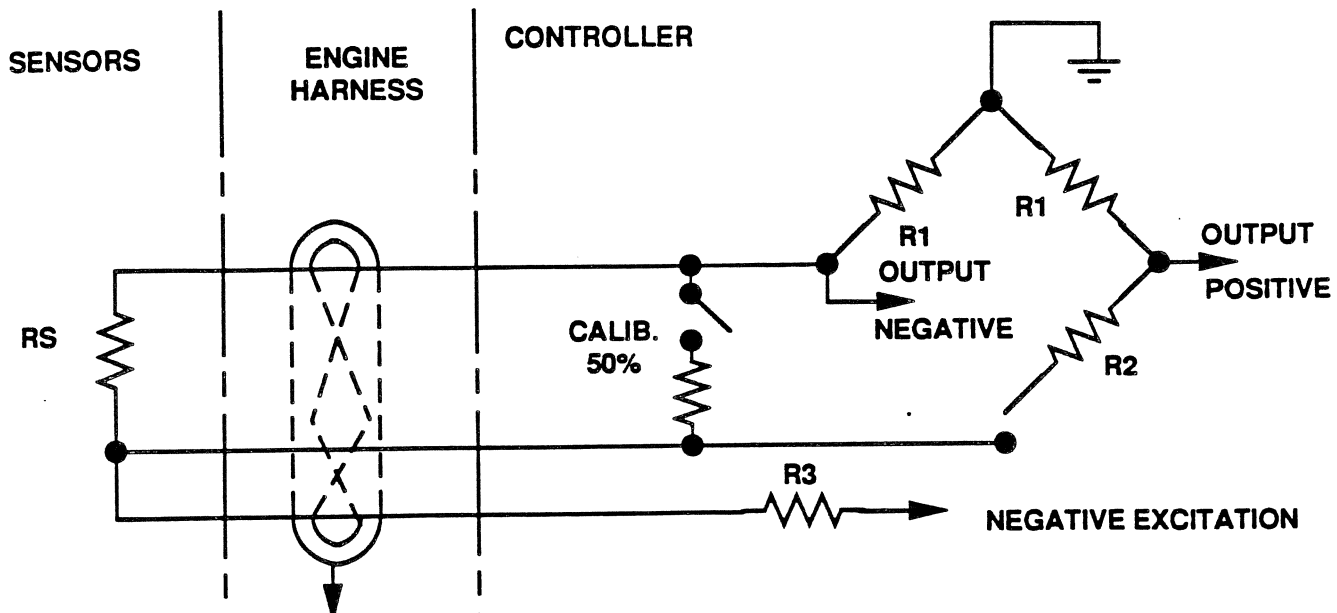 SENSORS
ENGINE
HARNESS
CONTROLLER
R1
R1
OUTPUT
POSITIVE
OUTPUT
NEGATIVE
RS
CALIB.
50%
R2
R3
NEGATIVE EXCITATION